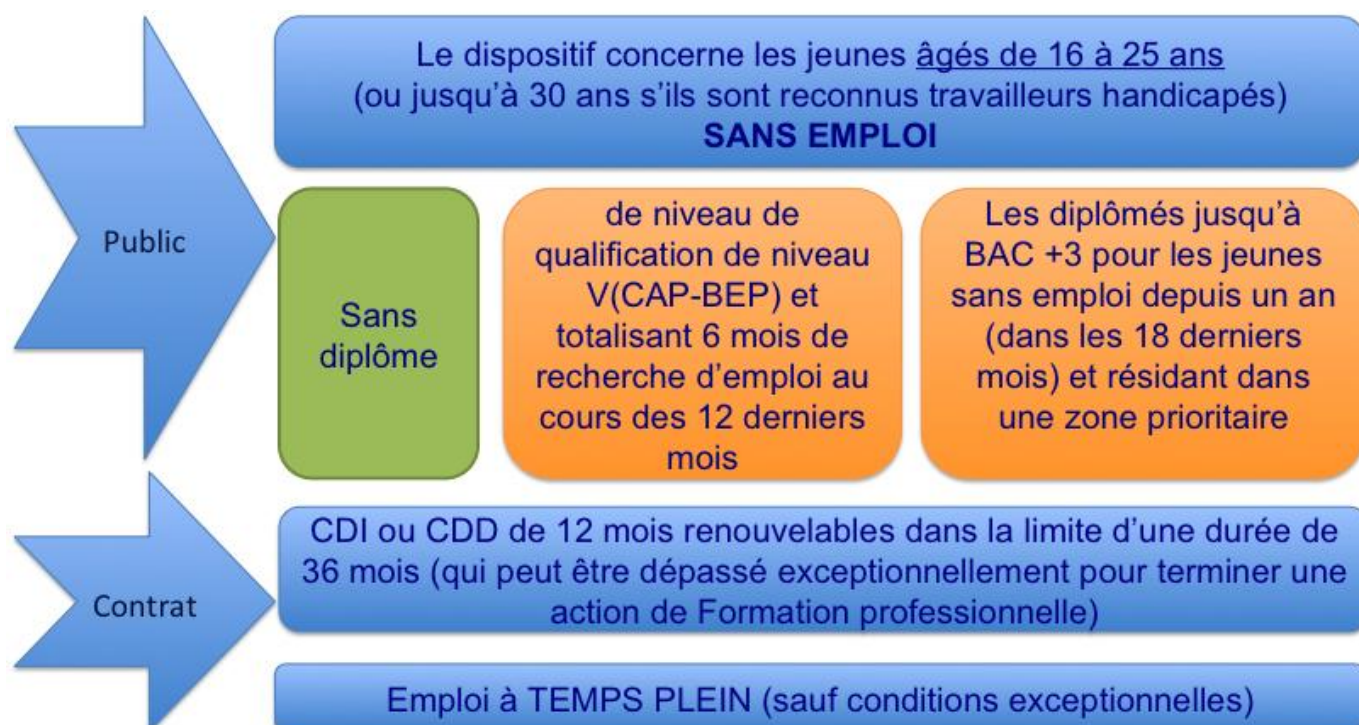 Le dispositif concerne les jeunes âgés de 16 à 25 ans
(ou jusqu'à 30 ans s'ils sont reconnus travailleurs handicapés)
SANS EMPLOI
Public
Sans
diplôme
de niveau de
qualification de niveau
V(CAP-BEP) et
totalisant 6 mois de
recherche d'emploi au
cours des 12 derniers
mois
Les diplômés jusqu'à
BAC +3 pour les jeunes
sans emploi depuis un an
(dans les 18 derniers
mois) et résidant dans
une zone prioritaire
Contrat
CDI ou CDD de 12 mois renouvelables dans la limite d'une durée de
36 mois (qui peut être dépassé exceptionnellement pour terminer une
action de Formation professionnelle)
Emploi à TEMPS PLEIN (sauf conditions exceptionnelles)